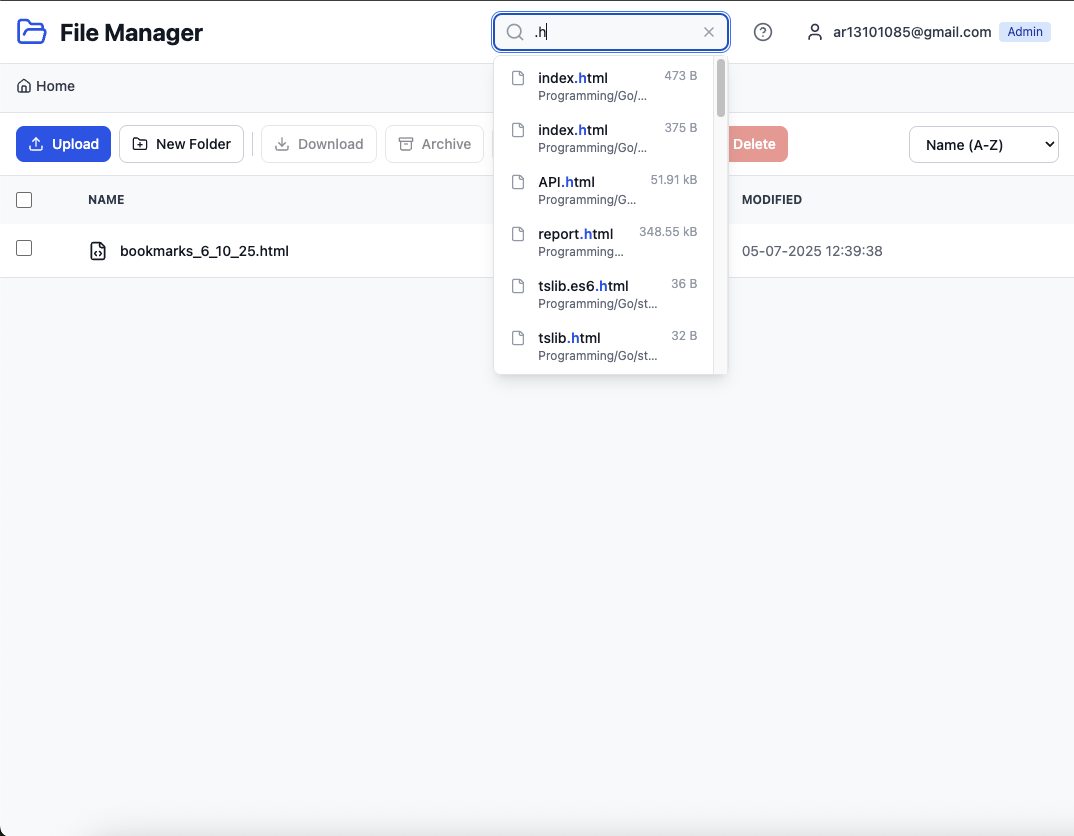 File Manager
.h
ar13101085@gmail.com
Admin
Home
Upload
New Folder
Download
Archive
Delete
Name (A-Z)
NAME
MODIFIED
bookmarks_6_10_25.html
05-07-2025 12:39:38
index.html
473 B
Programming/Go/...
index.html
375 B
Programming/Go/...
API.html
51.91 kB
Programming/G...
report.html
348.55 kB
Programming...
tslib.es6.html
36 B
Programming/Go/st...
tslib.html
32 B
Programming/Go/st...